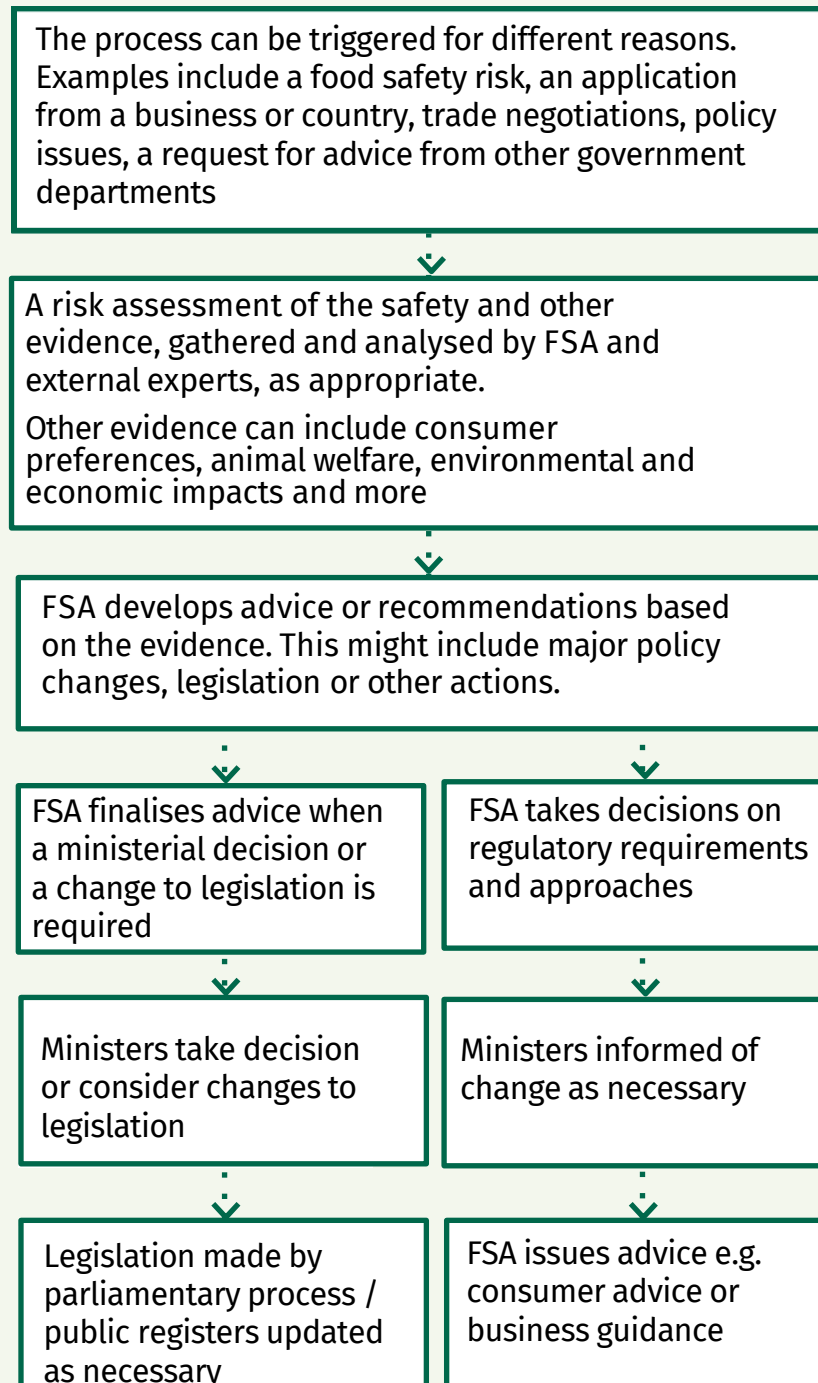 The process can be triggered for different reasons.
Examples include a food safety risk, an application
from a business or country, trade negotiations, policy
issues, a request for advice from other government
departments
A risk assessment of the safety and other
evidence, gathered and analysed by FSA and
external experts, as appropriate.
Other evidence can include consumer
preferences, animal welfare, environmental and
economic impacts and more
FSA develops advice or recommendations based
on the evidence. This might include major policy
changes, legislation or other actions.
FSA finalises advice when
a ministerial decision or
a change to legislation is
required
FSA takes decisions on
regulatory requirements
and approaches
Ministers take decision
or consider changes to
legislation
Ministers informed of
change as necessary
Legislation made by
parliamentary process /
public registers updated
as necessary
FSA issues advice e.g.
consumer advice or
business guidance